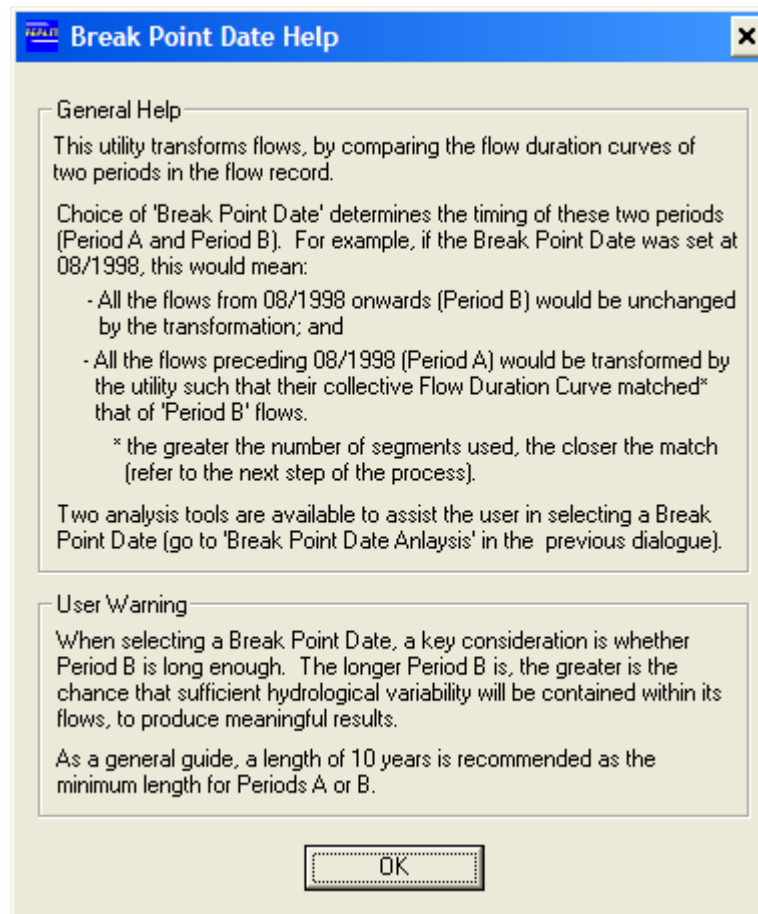 Break Point Date Help
General Help
This utility transforms flows, by comparing the flow duration curves of
two periods in the flow record.
Choice of 'Break Point Date' determines the timing of these two periods
(Period A and Period B).  For example, if the Break Point Date was set at
08/1998, this would mean:
- All the flows from 08/1998 onwards (Period B) would be unchanged
by the transformation; and
- All the flows preceding 08/1998 (Period A) would be transformed by
the utility such that their collective Flow Duration Curve matched*
that of 'Period B' flows.
* the greater the number of segments used, the closer the match
(refer to the next step of the process).
Two analysis tools are available to assist the user in selecting a Break
Point Date (go to 'Break Point Date Anlaysis' in the  previous dialogue).
User Warning
When selecting a Break Point Date, a key consideration is whether
Period B is long enough.  The longer Period B is, the greater is the
chance that sufficient hydrological variability will be contained within its
flows, to produce meaningful results.
As a general guide, a length of 10 years is recommended as the
minimum length for Periods A or B.
OK